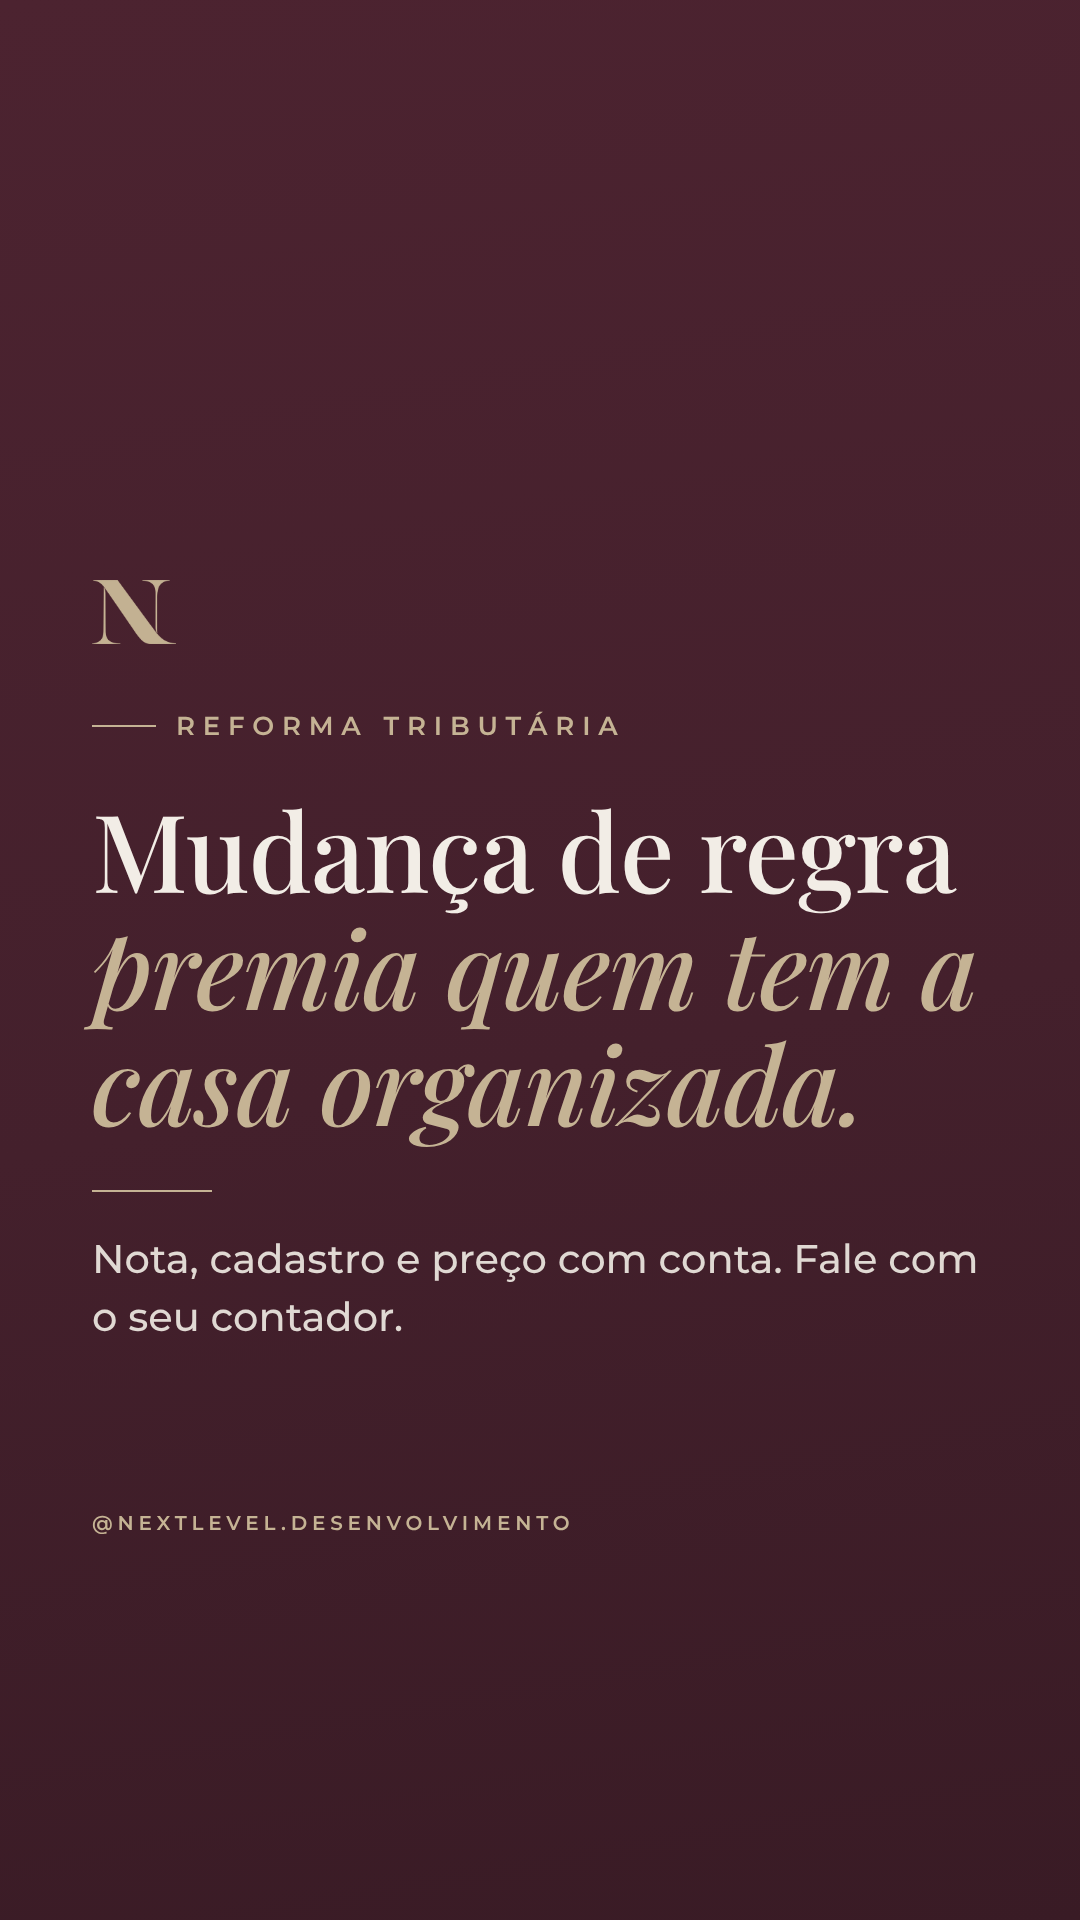 N
REFORMA TRIBUTÁRIA
Mudança de regra
premia quem tem a
casa organizada.
Nota, cadastro e preço com conta. Fale com
o seu contador.
@NEXTLEVEL.DESENVOLVIMENTO